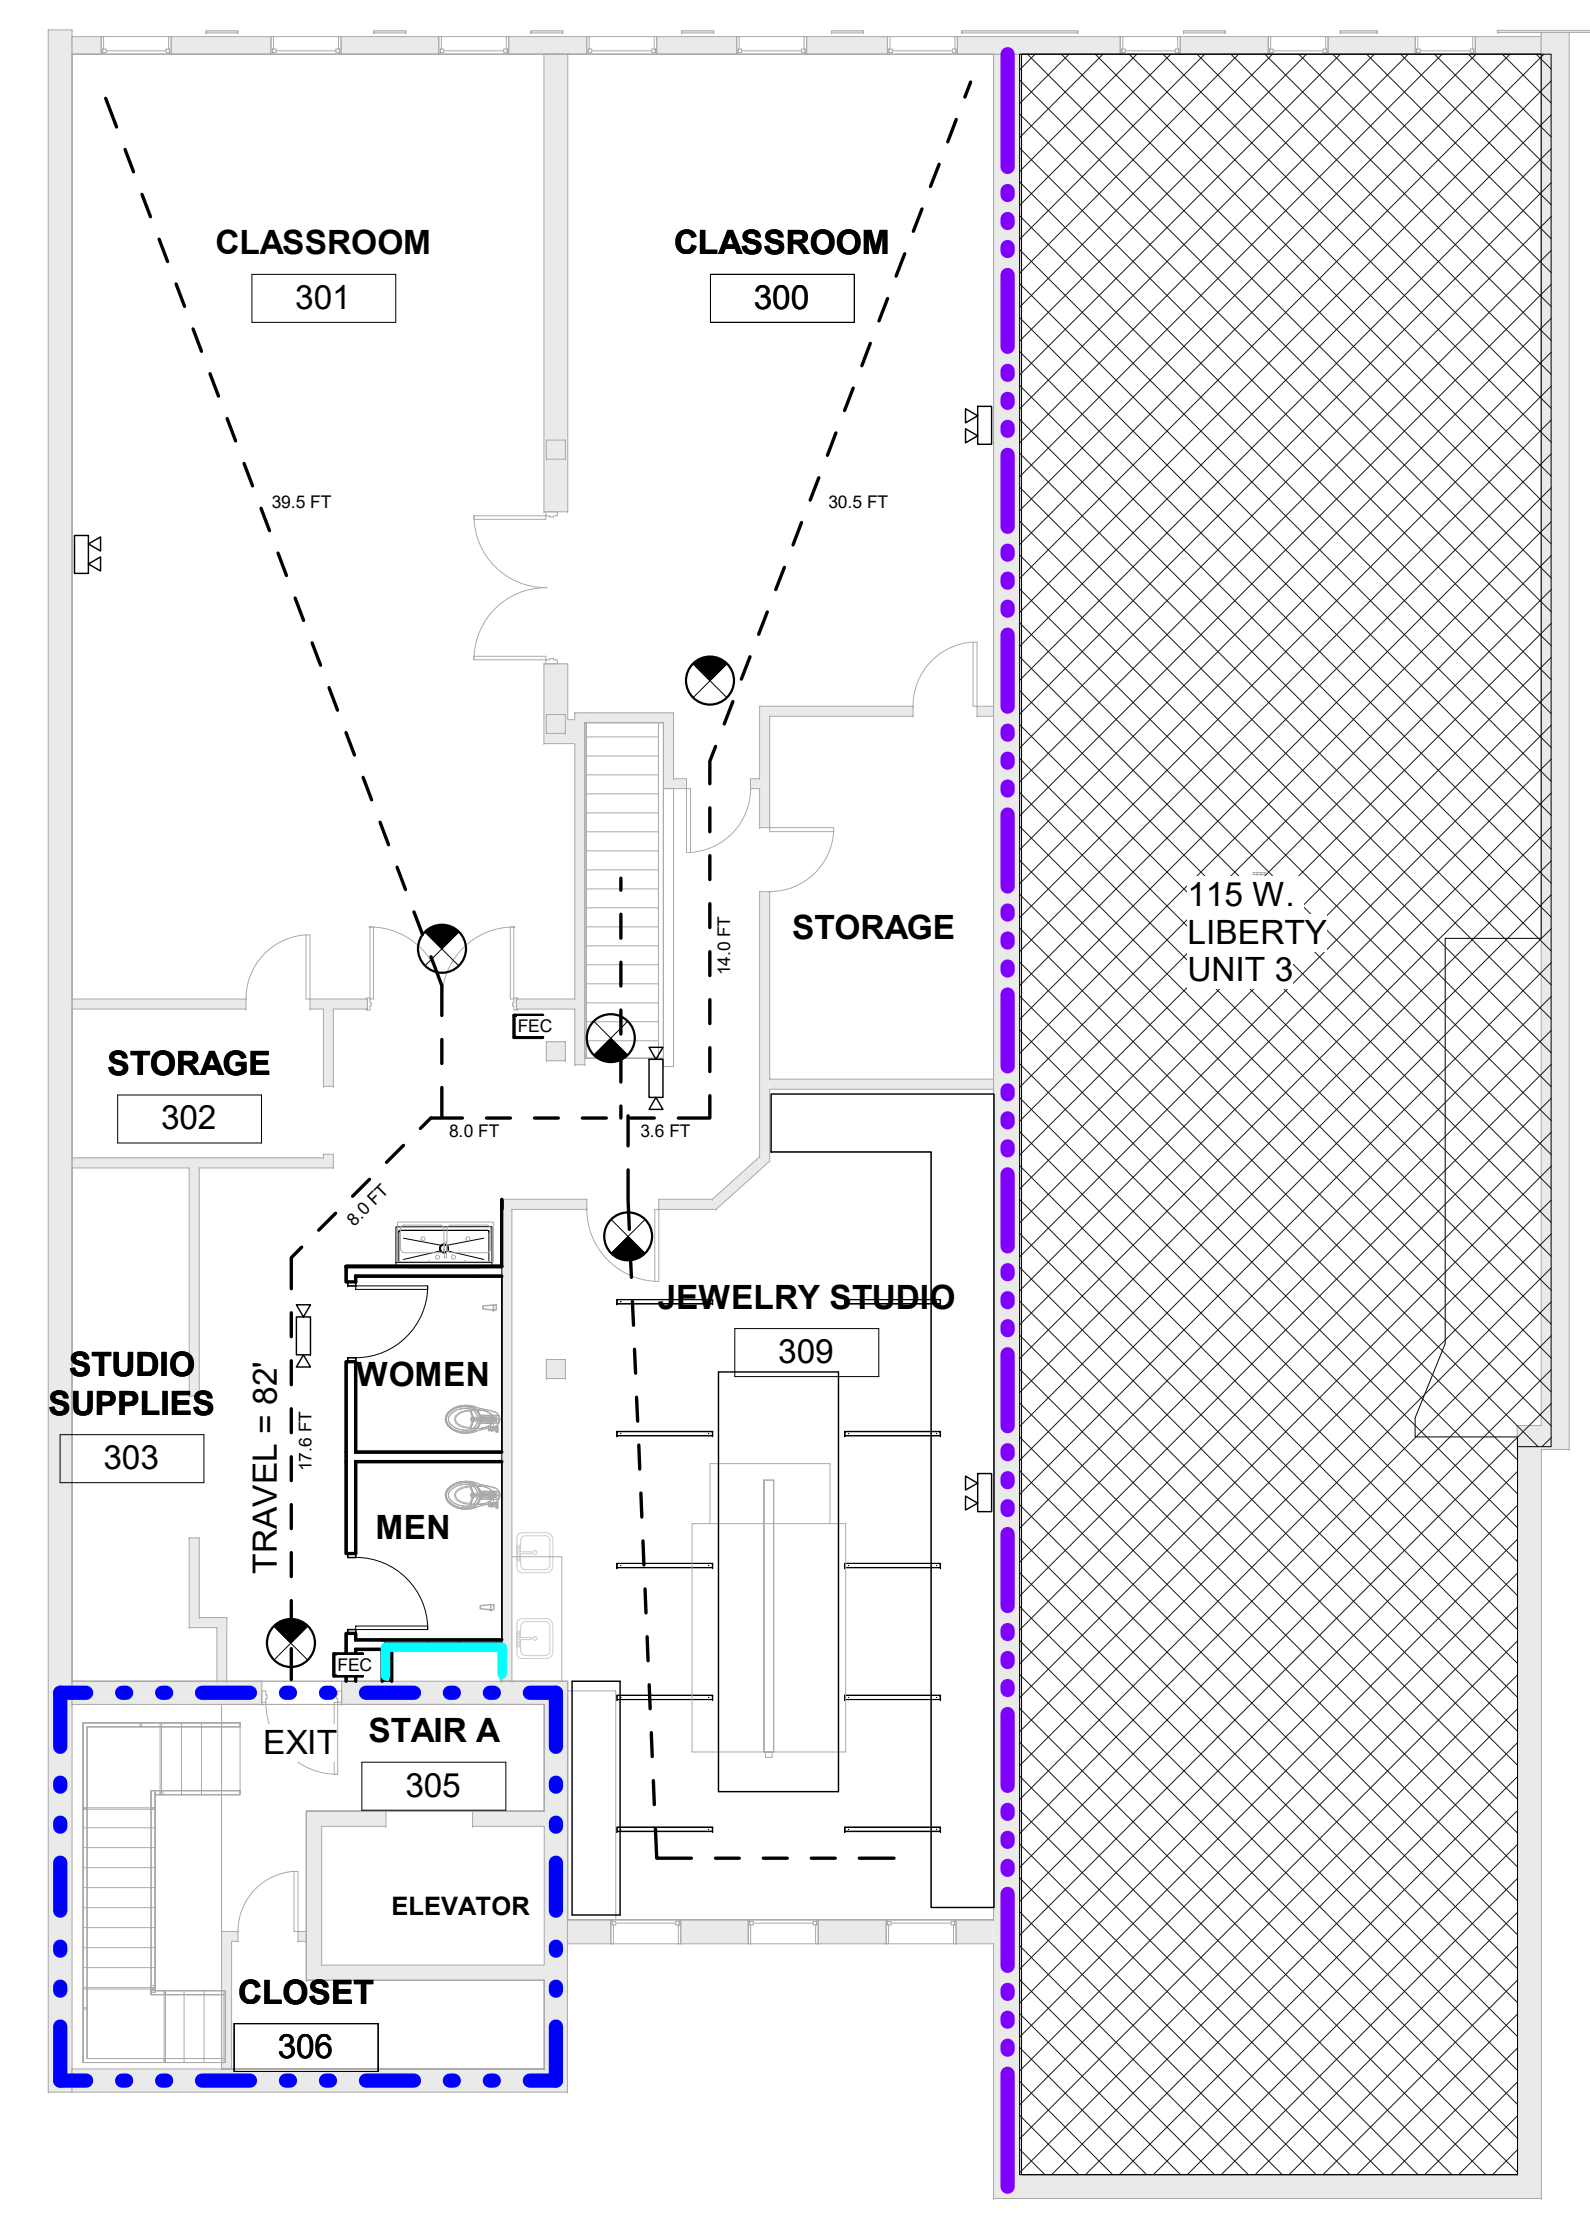 CLASSROOM
301
CLASSROOM
300
39.5 FT
30.5 FT
115 W.
LIBERTY
UNIT 3
STORAGE
14.0 FT
FEC
STORAGE
302
8.0 FT
3.6 FT
8.0 FT
JEWELRY STUDIO
309
STUDIO
SUPPLIES
303
TRAVEL = 82'
17.6 FT
WOMEN
MEN
FEC
EXIT
STAIR A
305
ELEVATOR
CLOSET
306